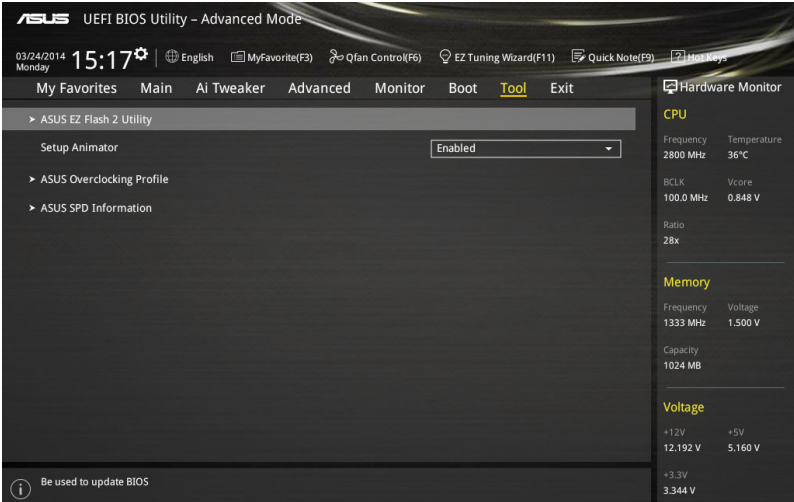 ASUS UEFI BIOS Utility – Advanced Mode
03/24/2014 Monday 15:17 English MyFavorite(F3) Qfan Control(F6) EZ Tuning Wizard(F11) Quick Note(F9) ? Hot Keys
My Favorites Main Ai Tweaker Advanced Monitor Boot Tool Exit
Hardware Monitor
> ASUS EZ Flash 2 Utility
Setup Animator Enabled
> ASUS Overclocking Profile
> ASUS SPD Information
CPU
Frequency Temperature
2800 MHz 36°C
BCLK Vcore
100.0 MHz 0.848 V
Ratio
28x
Memory
Frequency Voltage
1333 MHz 1.500 V
Capacity
1024 MB
Voltage
+12V +5V
12.192 V 5.160 V
+3.3V
3.344 V
i Be used to update BIOS